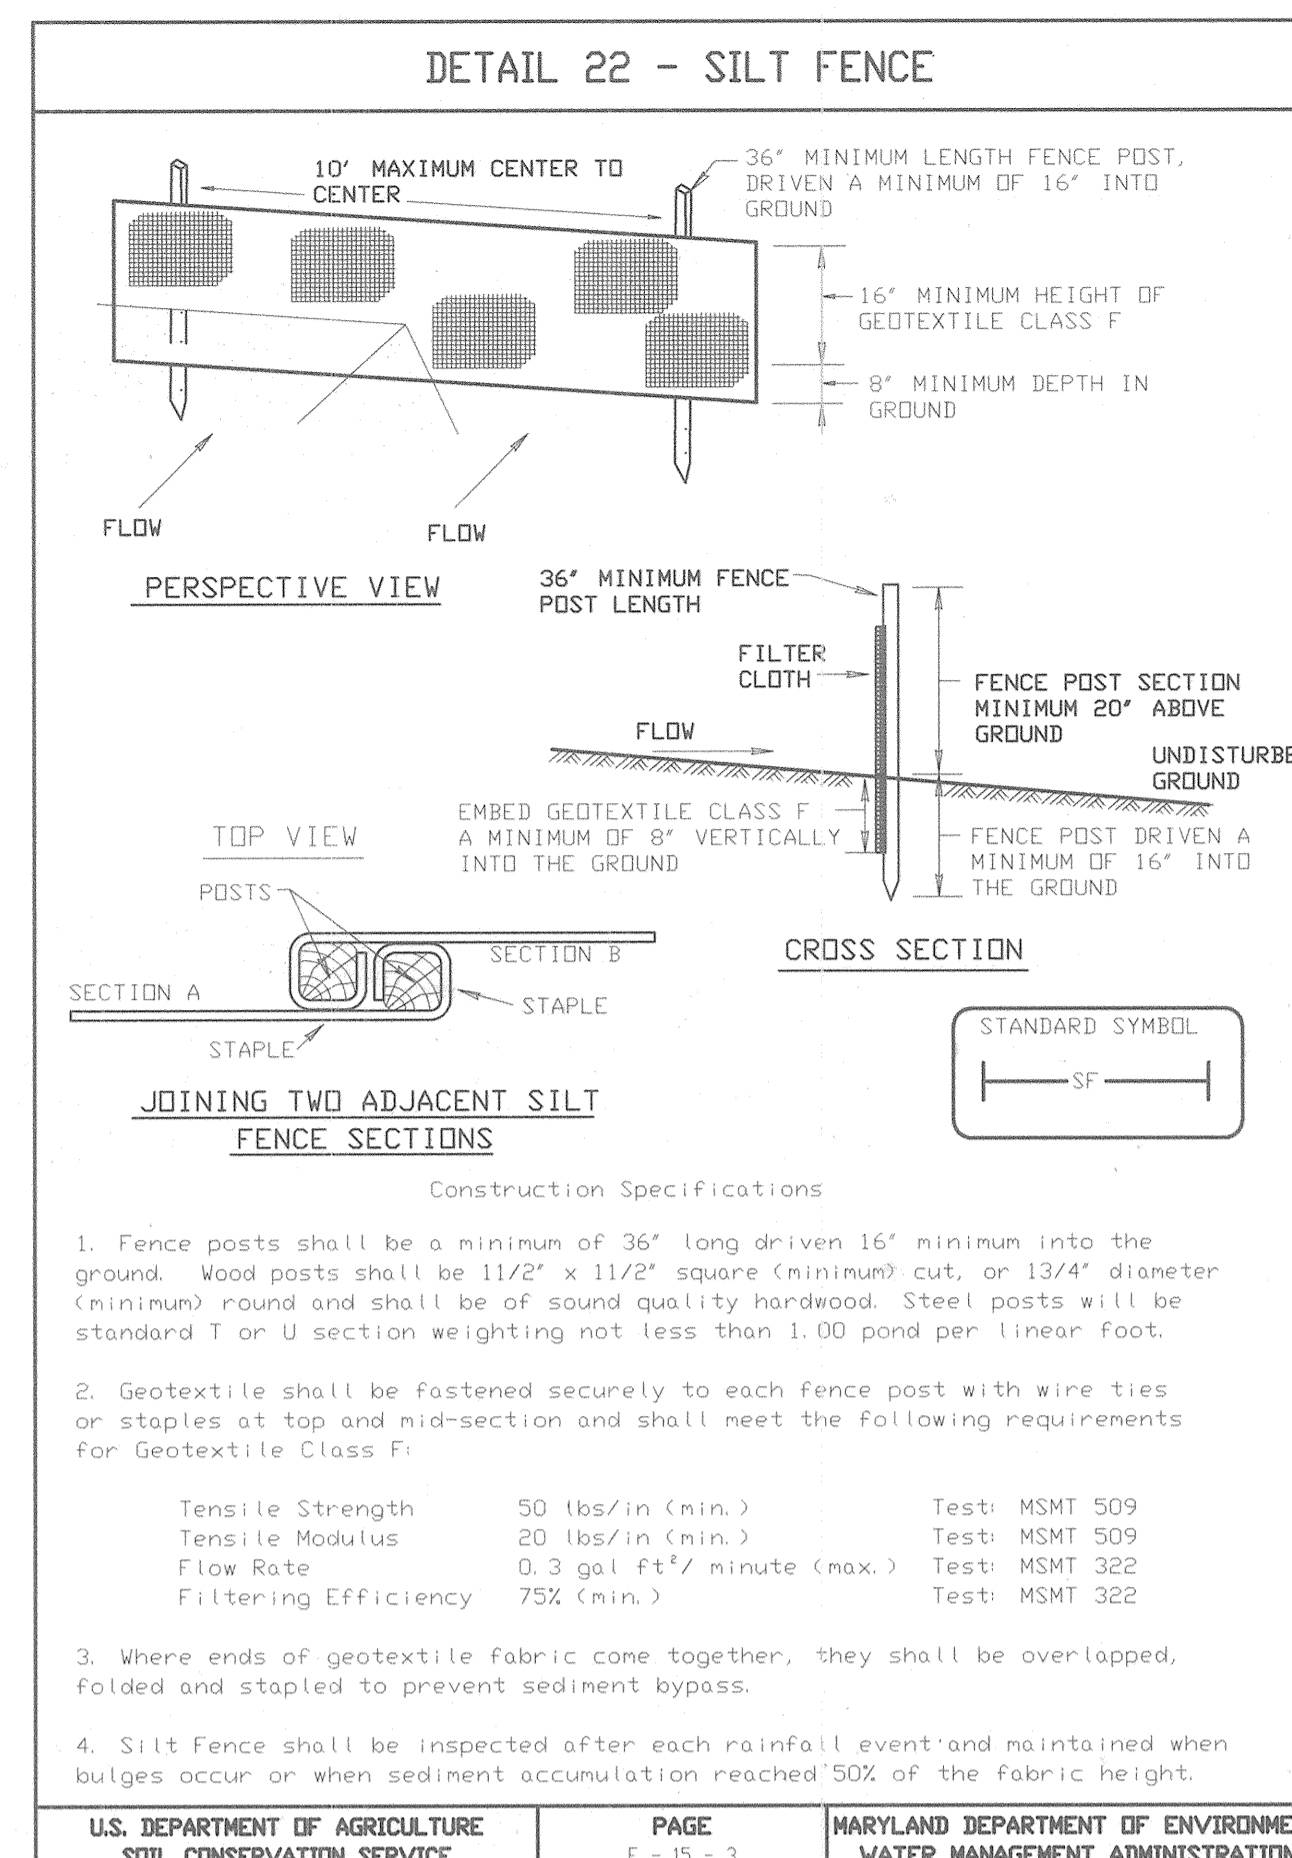 DETAIL 22 - SILT FENCE
10' MAXIMUM CENTER TO
CENTER
36" MINIMUM LENGTH FENCE POST,
DRIVEN A MINIMUM OF 16" INTO
GROUND
16" MINIMUM HEIGHT OF
GEOTEXTILE CLASS F
8" MINIMUM DEPTH IN
GROUND
FLOW
FLOW
PERSPECTIVE VIEW
36" MINIMUM FENCE
POST LENGTH
FILTER
CLOTH
FENCE POST SECTION
MINIMUM 20" ABOVE
GROUND
FLOW
UNDISTURBE
GROUND
EMBED GEOTEXTILE CLASS F
A MINIMUM OF 8" VERTICALLY
INTO THE GROUND
FENCE POST DRIVEN A
MINIMUM OF 16" INTO
THE GROUND
CROSS SECTION
TOP VIEW
POSTS
SECTION B
SECTION A
STAPLE
STAPLE
JOINING TWO ADJACENT SILT
FENCE SECTIONS
STANDARD SYMBOL
SF
Construction Specifications
1. Fence posts shall be a minimum of 36" long driven 16" minimum into the
ground. Wood posts shall be 11/2" x 11/2" square (minimum) cut, or 13/4" diameter
(minimum) round and shall be of sound quality hardwood. Steel posts will be
standard T or U section weighting not less than 1.00 pond per linear foot.
2. Geotextile shall be fastened securely to each fence post with wire ties
or staples at top and mid-section and shall meet the following requirements
for Geotextile Class F:
Tensile Strength 50 lbs/in (min.) Test: MSMT 509
Tensile Modulus 20 lbs/in (min.) Test: MSMT 509
Flow Rate 0.3 gal ft²/ minute (max.) Test: MSMT 322
Filtering Efficiency 75% (min.) Test: MSMT 322
3. Where ends of geotextile fabric come together, they shall be overlapped,
folded and stapled to prevent sediment bypass.
4. Silt Fence shall be inspected after each rainfall event and maintained when
bulges occur or when sediment accumulation reached 50% of the fabric height.
U.S. DEPARTMENT OF AGRICULTURE
SOIL CONSERVATION SERVICE
PAGE
E - 15 - 3
MARYLAND DEPARTMENT OF ENVIRONME
WATER MANAGEMENT ADMINISTRATION